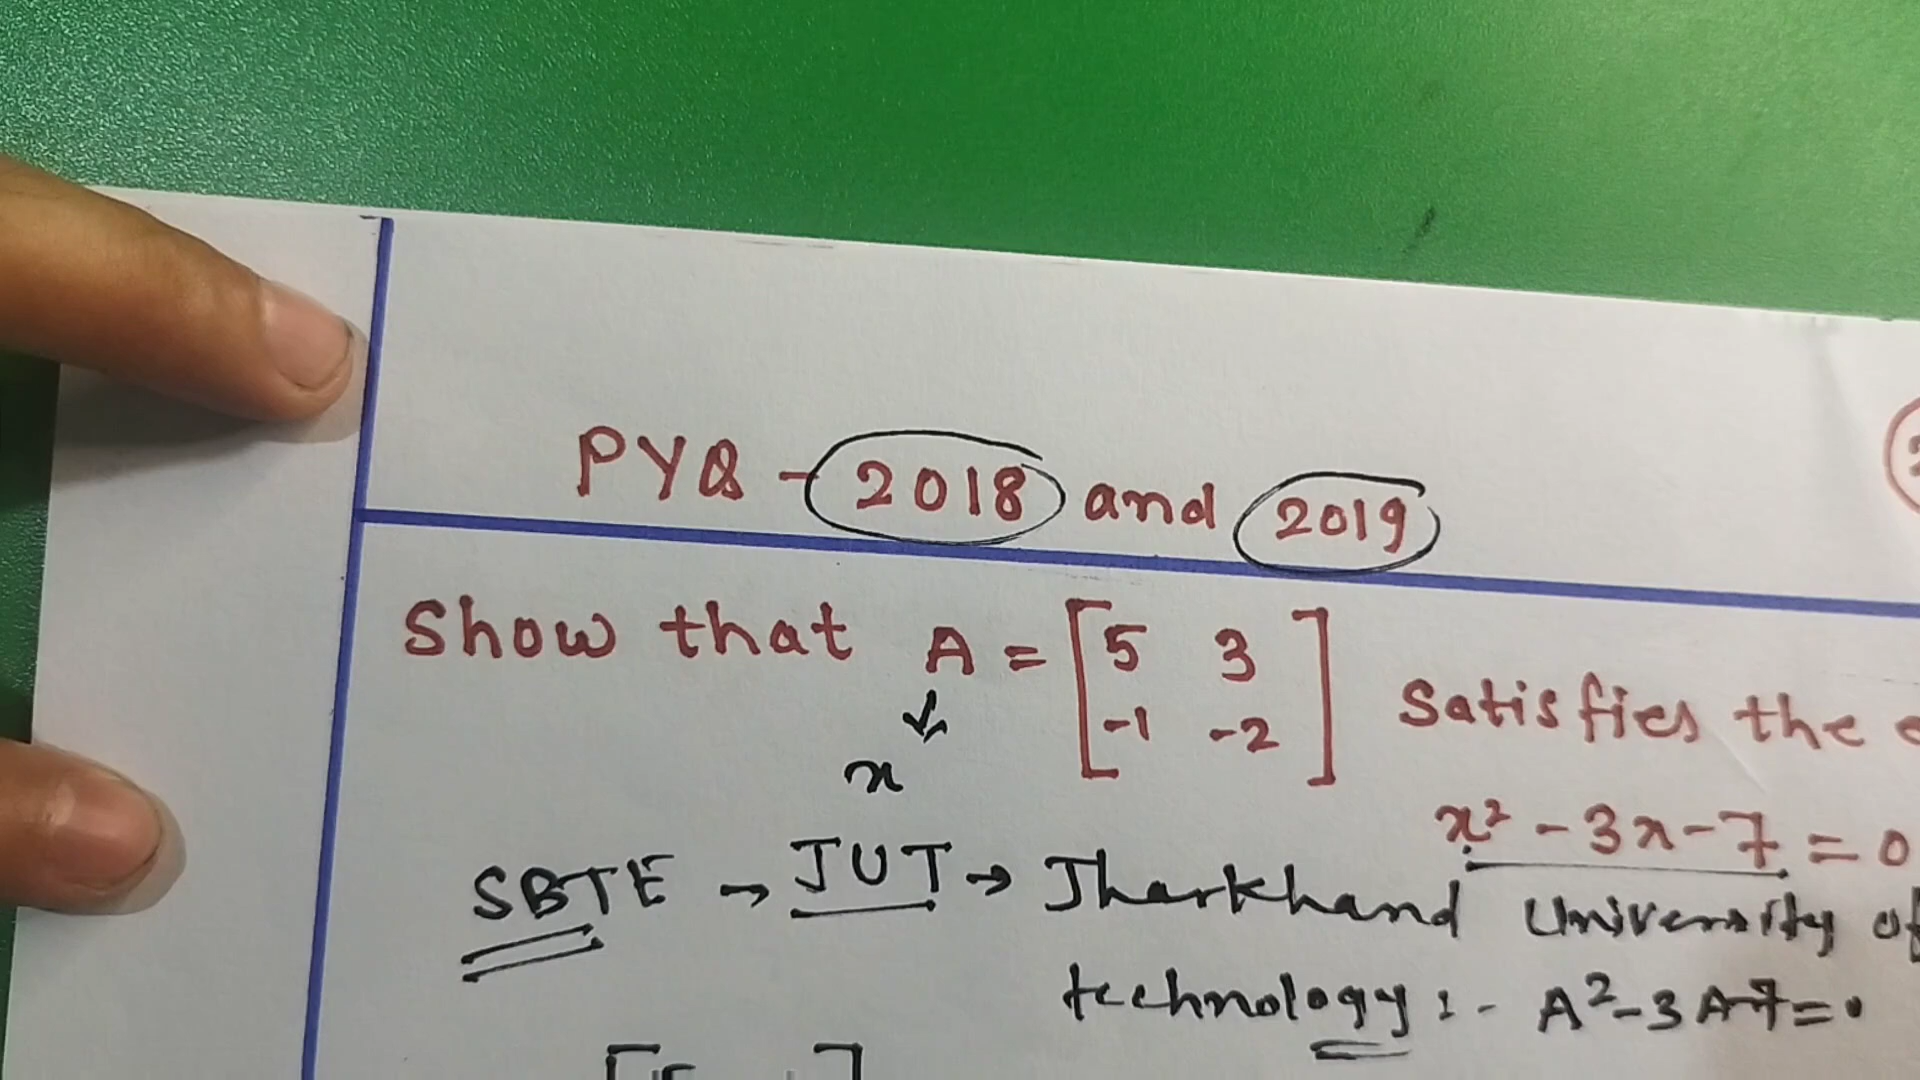 PYQ - 2018 and 2019
Show that A = [5 3
-1 -2] Satisfies the
x
x² - 3x - 7 = 0
SBTE → JUT → Jharkhand University of
technology :- A² - 3A - 7 = 0